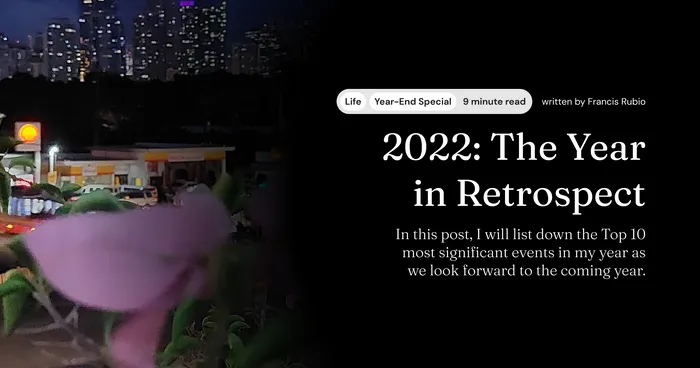 Life Year-End Special 9 minute read written by Francis Rubio
2022: The Year
in Retrospect
In this post, I will list down the Top 10
most significant events in my year as
we look forward to the coming year.